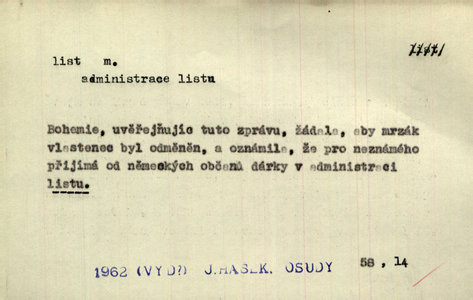 list m.
administrace listu
Bohemie, uvěřejňujíc tuto zprávu, žádala, aby mrzák
vlastenec byl odměněn, a oznámila, že pro neznámého
přijímá od německých občanů dárky v administraci
listu.
1962 (VYD?) J.HAŠEK. OSUDY 58, 14